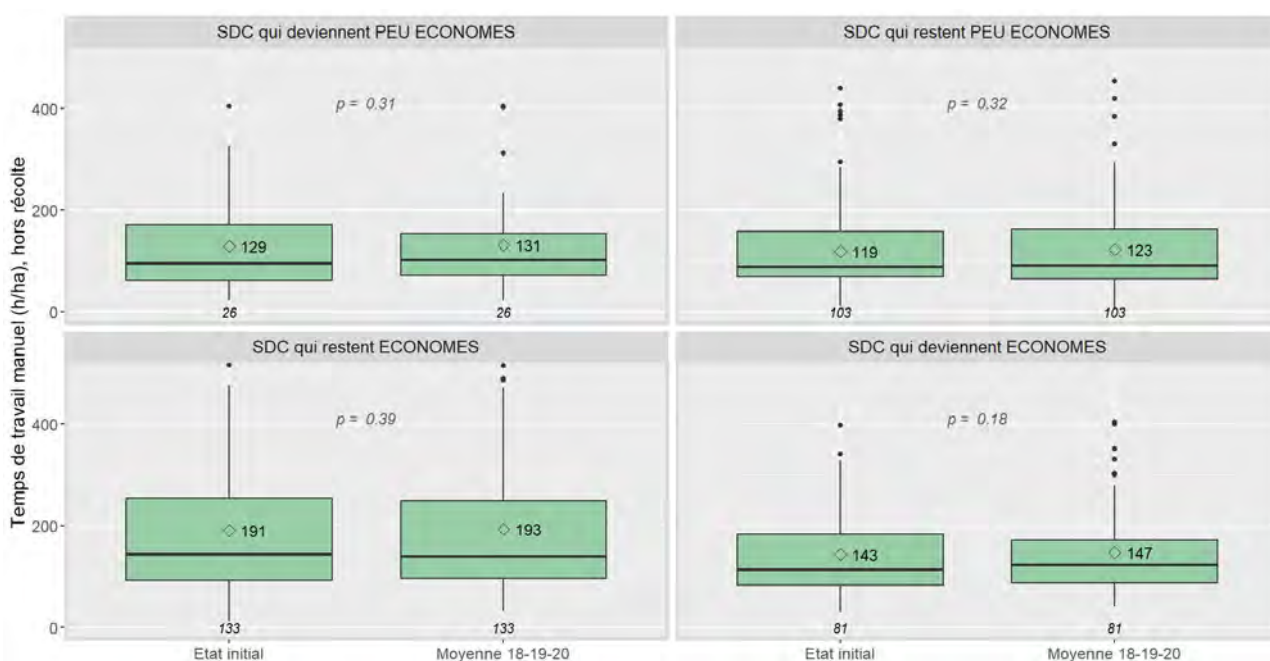 Temps de travail manuel (h/ha), hors récolte
SDC qui deviennent PEU ECONOMES
SDC qui restent PEU ECONOMES
400
200
0
p = 0.31
129
131
26
26
p = 0.32
119
123
103
103
SDC qui restent ECONOMES
SDC qui deviennent ECONOMES
400
200
0
p = 0.39
191
193
133
133
p = 0.18
143
147
81
81
Etat initial
Moyenne 18-19-20
Etat initial
Moyenne 18-19-20